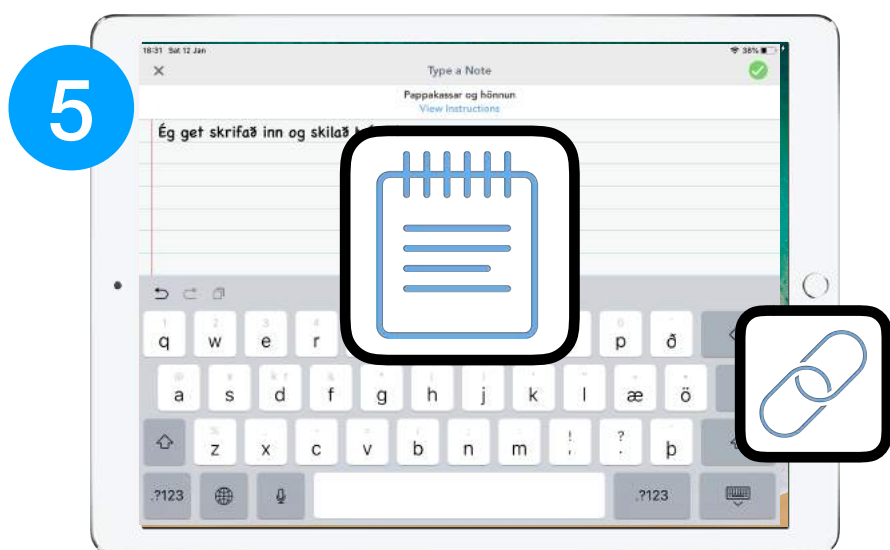 5
18:31 Sat 12 Jan
38%
Type a Note
Pappakassar og hönnun
View Instructions
Ég get skrifað inn og skilað
q w e r p ð
a s d f g h j k l æ ö
z x c v b n m ! , ? . þ
.?123 .?123